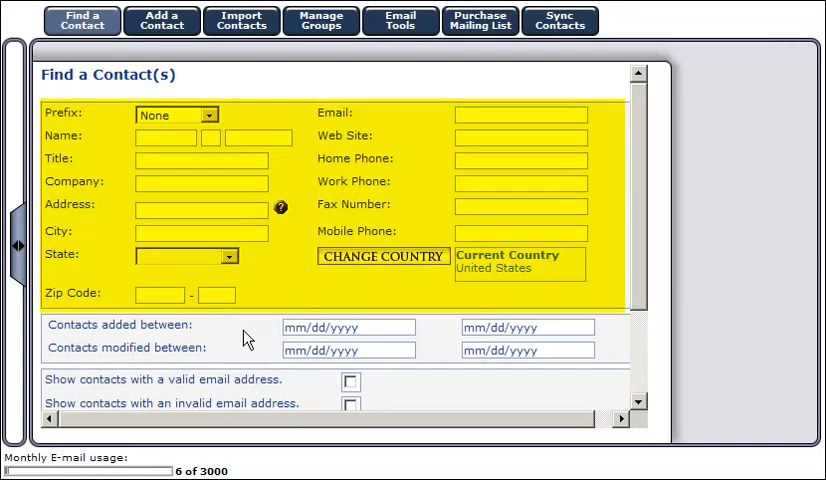 Find a Contact
Add a Contact
Import Contacts
Manage Groups
Email Tools
Purchase Mailing List
Sync Contacts
Find a Contact(s)
Prefix: None
Name:
Title:
Company:
Address: ?
City:
State:
Zip Code: -
Email:
Web Site:
Home Phone:
Work Phone:
Fax Number:
Mobile Phone:
CHANGE COUNTRY
Current Country
United States
Contacts added between: mm/dd/yyyy mm/dd/yyyy
Contacts modified between: mm/dd/yyyy mm/dd/yyyy
Show contacts with a valid email address.
Show contacts with an invalid email address.
Monthly E-mail usage:
6 of 3000